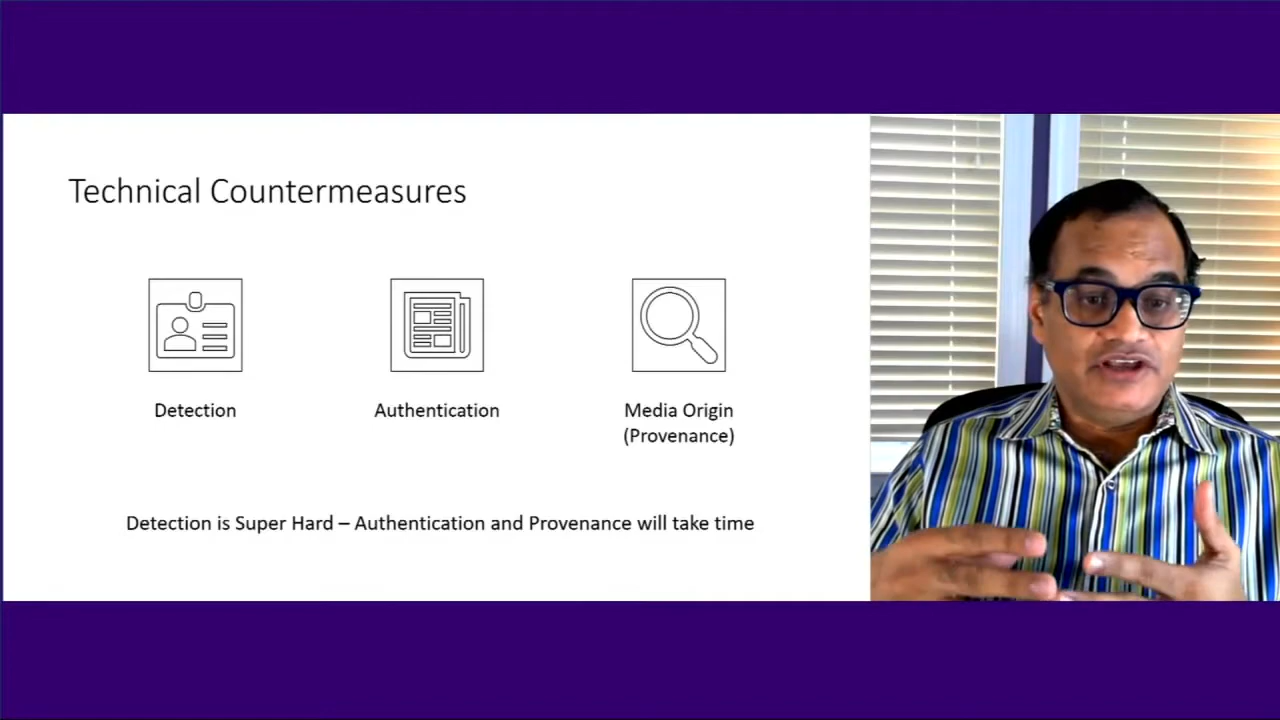 Technical Countermeasures
Detection
Authentication
Media Origin
(Provenance)
Detection is Super Hard – Authentication and Provenance will take time